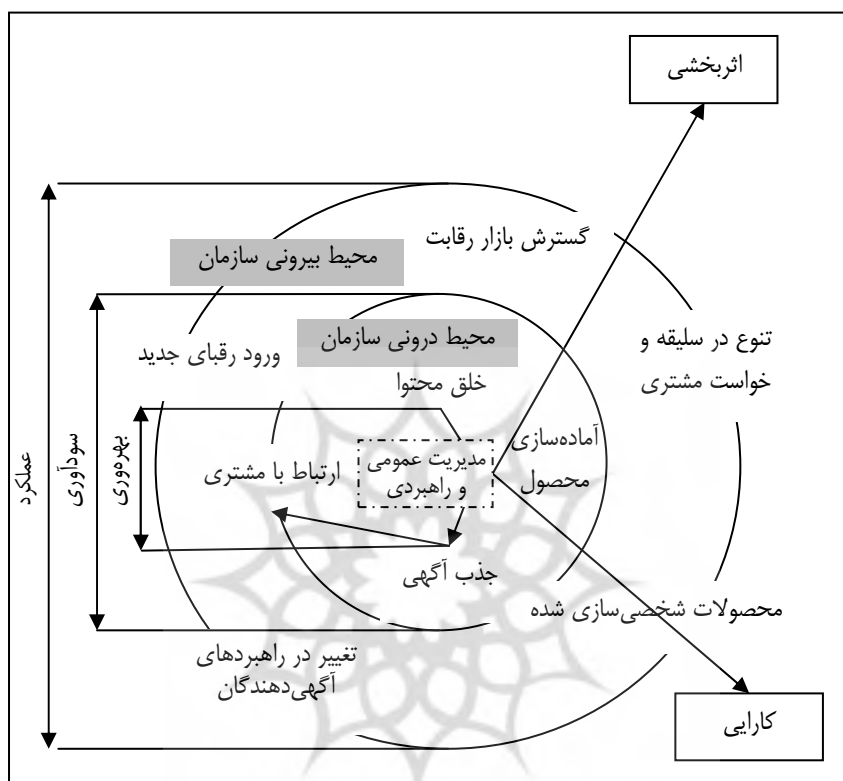 اثربخشی
گسترش بازار رقابت
محیط بیرونی سازمان
محیط درونی سازمان
تنوع در سلیقه و
خواست مشتری
ورود رقبای جدید
خلق محتوا
آماده‌سازی
محصول
مدیریت عمومی
و راهبردی
ارتباط با مشتری
بهره‌وری
سودآوری
عملکرد
جذب آگهی
محصولات شخصی‌سازی شده
تغییر در راهبردهای
آگهی‌دهندگان
کارایی